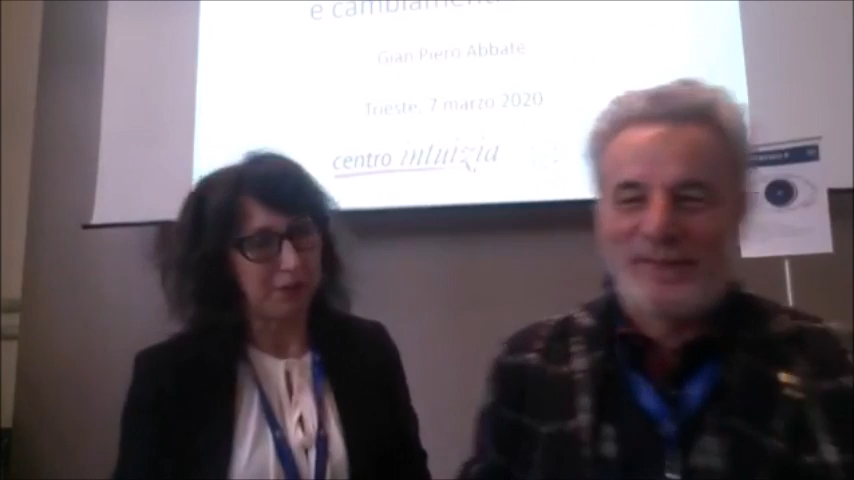 e cambiamenti
Gian Piero Abbate
Trieste, 7 marzo 2020
centro intuizia